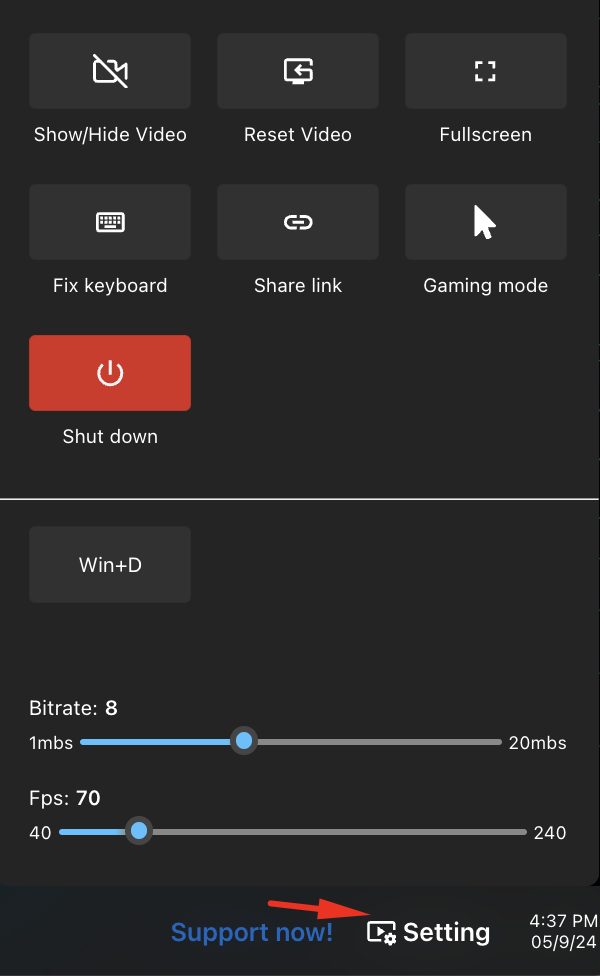 Show/Hide Video
Reset Video
Fullscreen
Fix keyboard
Share link
Gaming mode
Shut down
Win+D
Bitrate: 8
1mbs
20mbs
Fps: 70
40
240
Support now!
Setting
4:37 PM
05/9/24